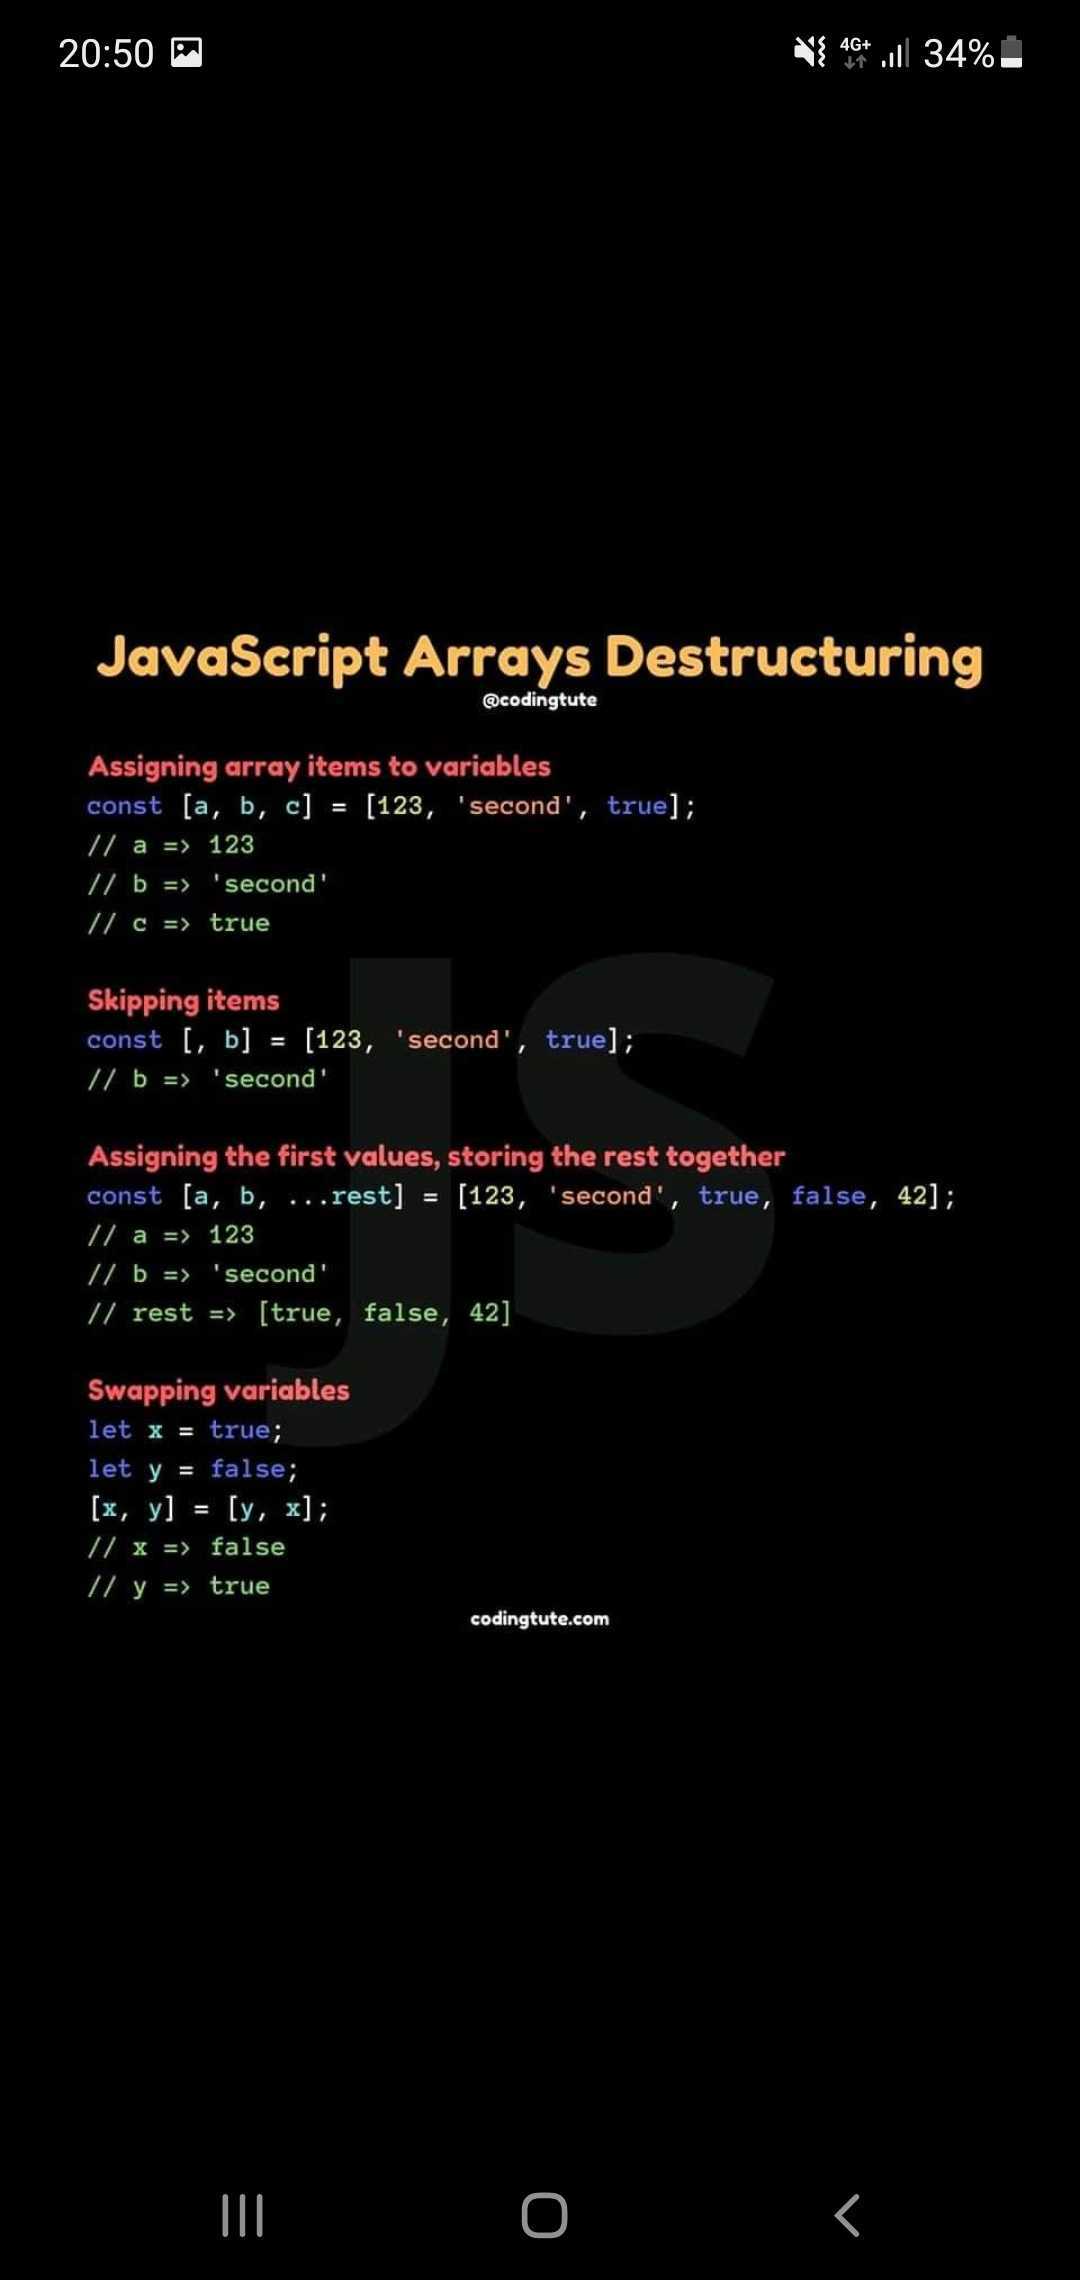 20:50
4G+ 34%
JavaScript Arrays Destructuring
@codingtute
Assigning array items to variables
const [a, b, c] = [123, 'second', true];
// a => 123
// b => 'second'
// c => true
Skipping items
const [, b] = [123, 'second', true];
// b => 'second'
Assigning the first values, storing the rest together
const [a, b, ...rest] = [123, 'second', true, false, 42];
// a => 123
// b => 'second'
// rest => [true, false, 42]
Swapping variables
let x = true;
let y = false;
[x, y] = [y, x];
// x => false
// y => true
JS
codingtute.com